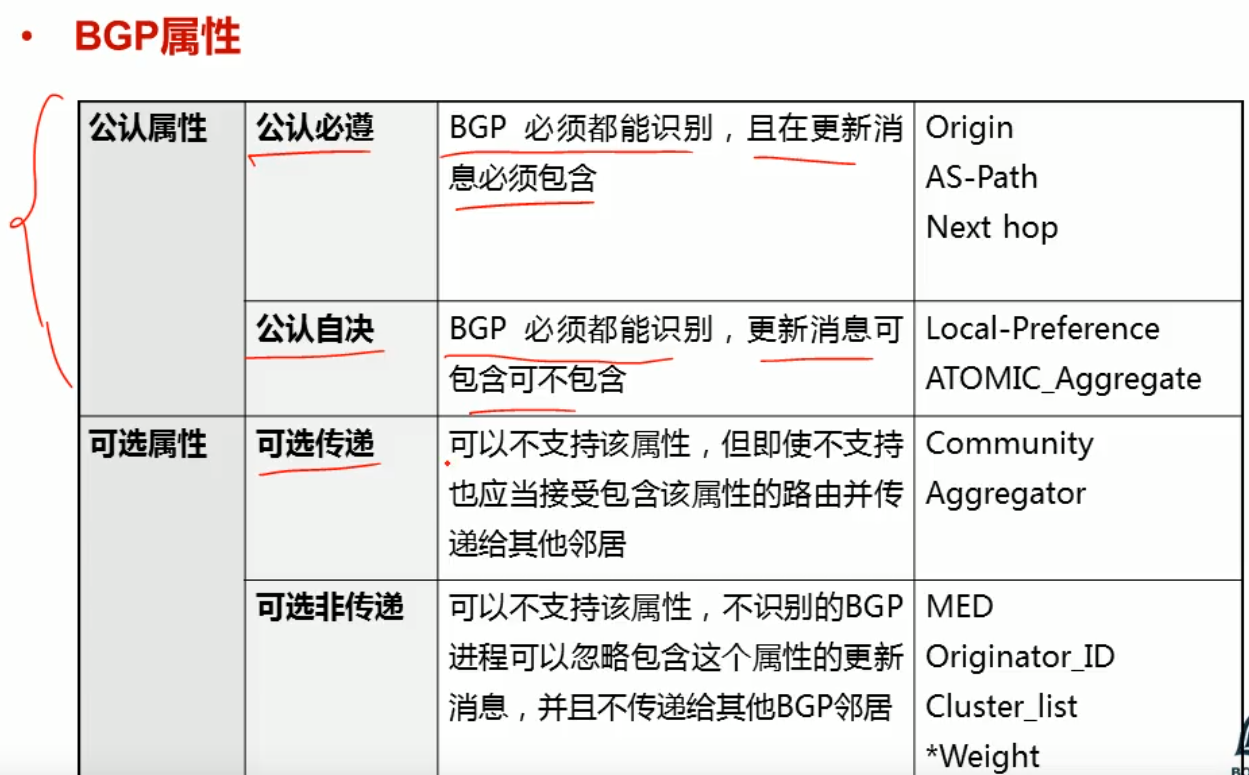 • BGP属性
公认属性
公认必遵
BGP 必须都能识别，且在更新消
息必须包含
Origin
AS-Path
Next hop
公认自决
BGP 必须都能识别，更新消息可
包含可不包含
Local-Preference
ATOMIC_Aggregate
可选属性
可选传递
可以不支持该属性，但即使不支持
也应当接受包含该属性的路由并传
递给其他邻居
Community
Aggregator
可选非传递
可以不支持该属性，不识别的BGP
进程可以忽略包含这个属性的更新
消息，并且不传递给其他BGP邻居
MED
Originator_ID
Cluster_list
*Weight